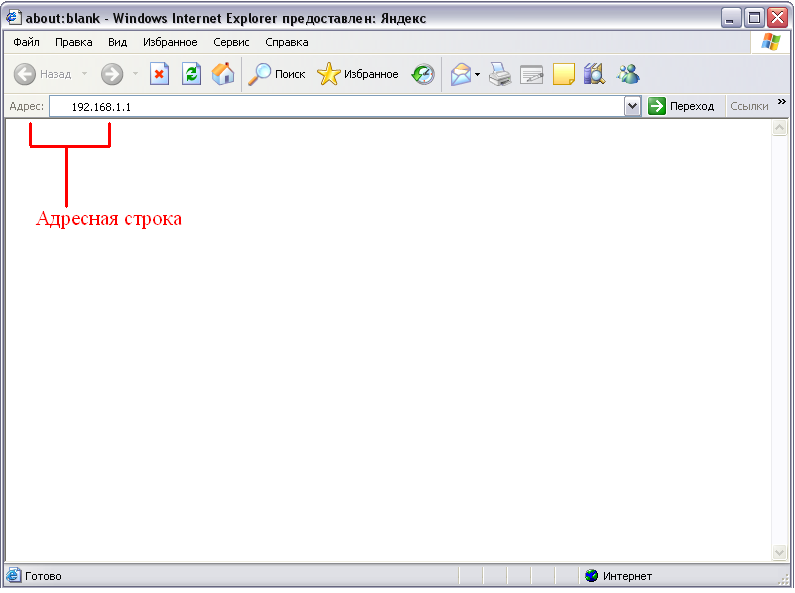 about:blank - Windows Internet Explorer предоставлен: Яндекс
Файл Правка Вид Избранное Сервис Справка
Назад Поиск Избранное
Адрес: 192.168.1.1 Переход Ссылки »
Адресная строка
Готово Интернет